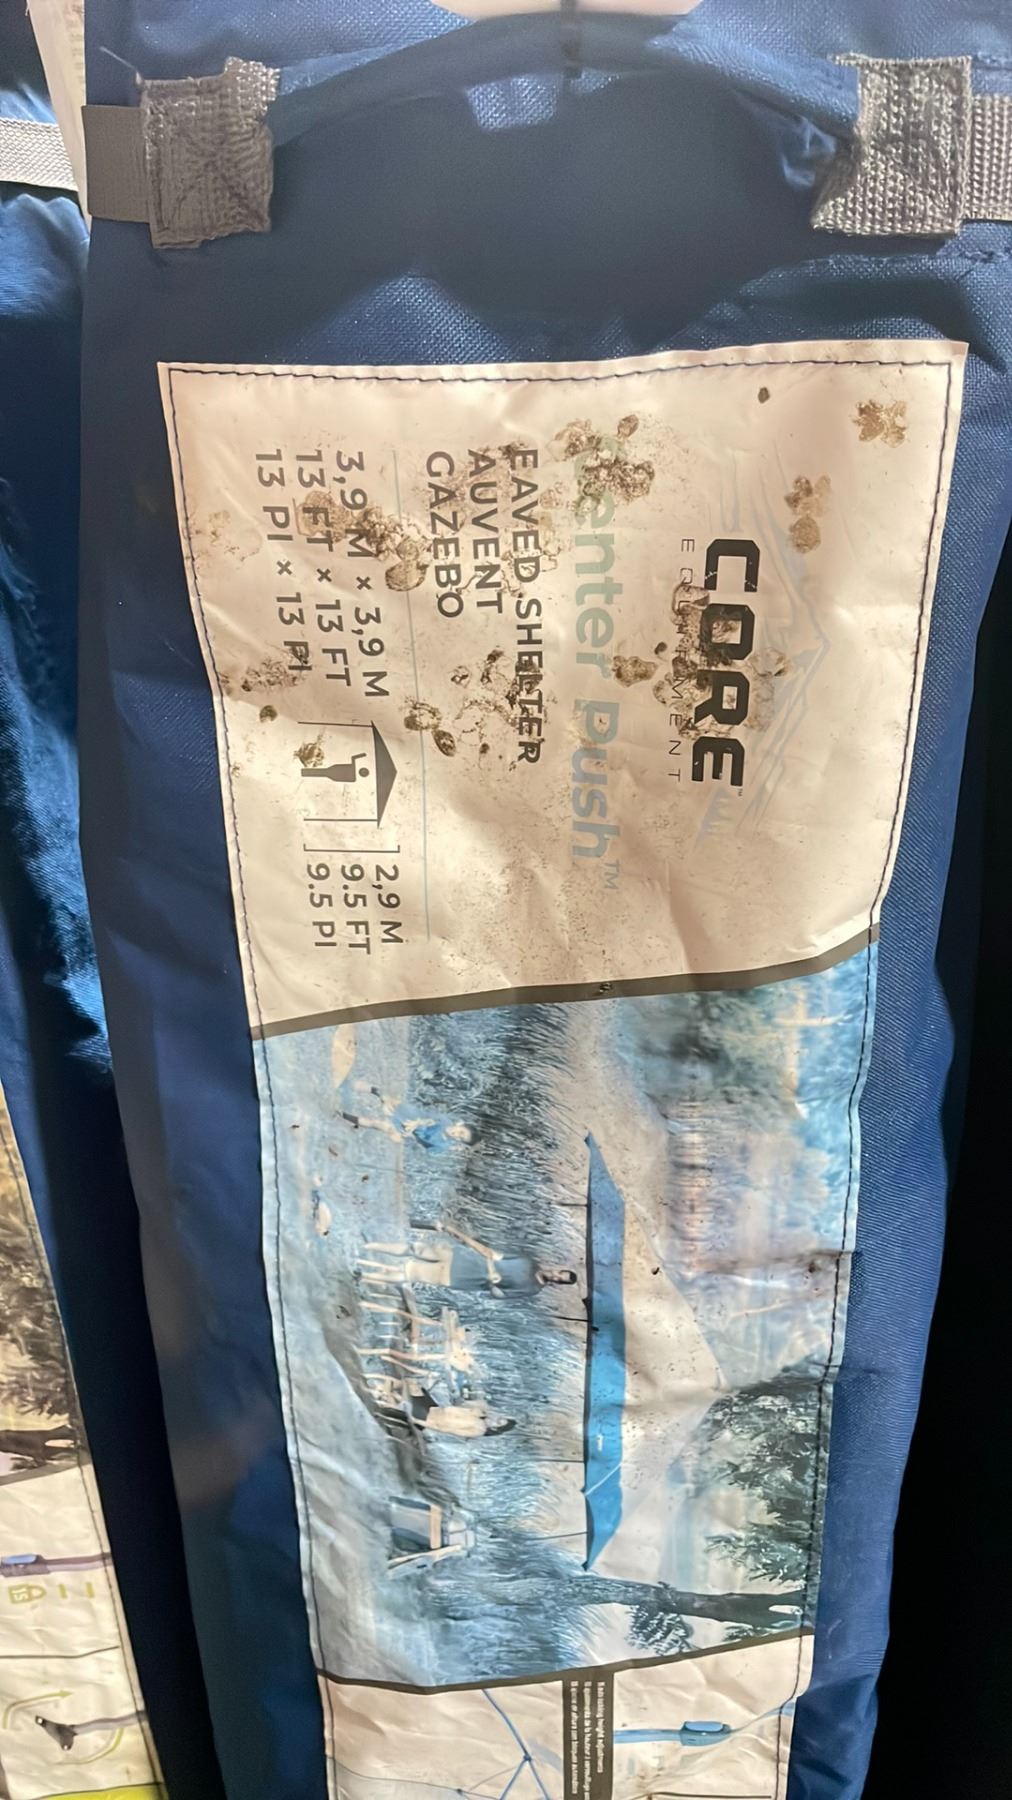 CORE™
EQUIPMENT
Center Push™
EAVED SHELTER
AUVENT
GAZEBO
3,9 M × 3,9 M
13 FT × 13 FT
13 PI × 13 PI
2,9 M
9.5 FT
9.5 PI